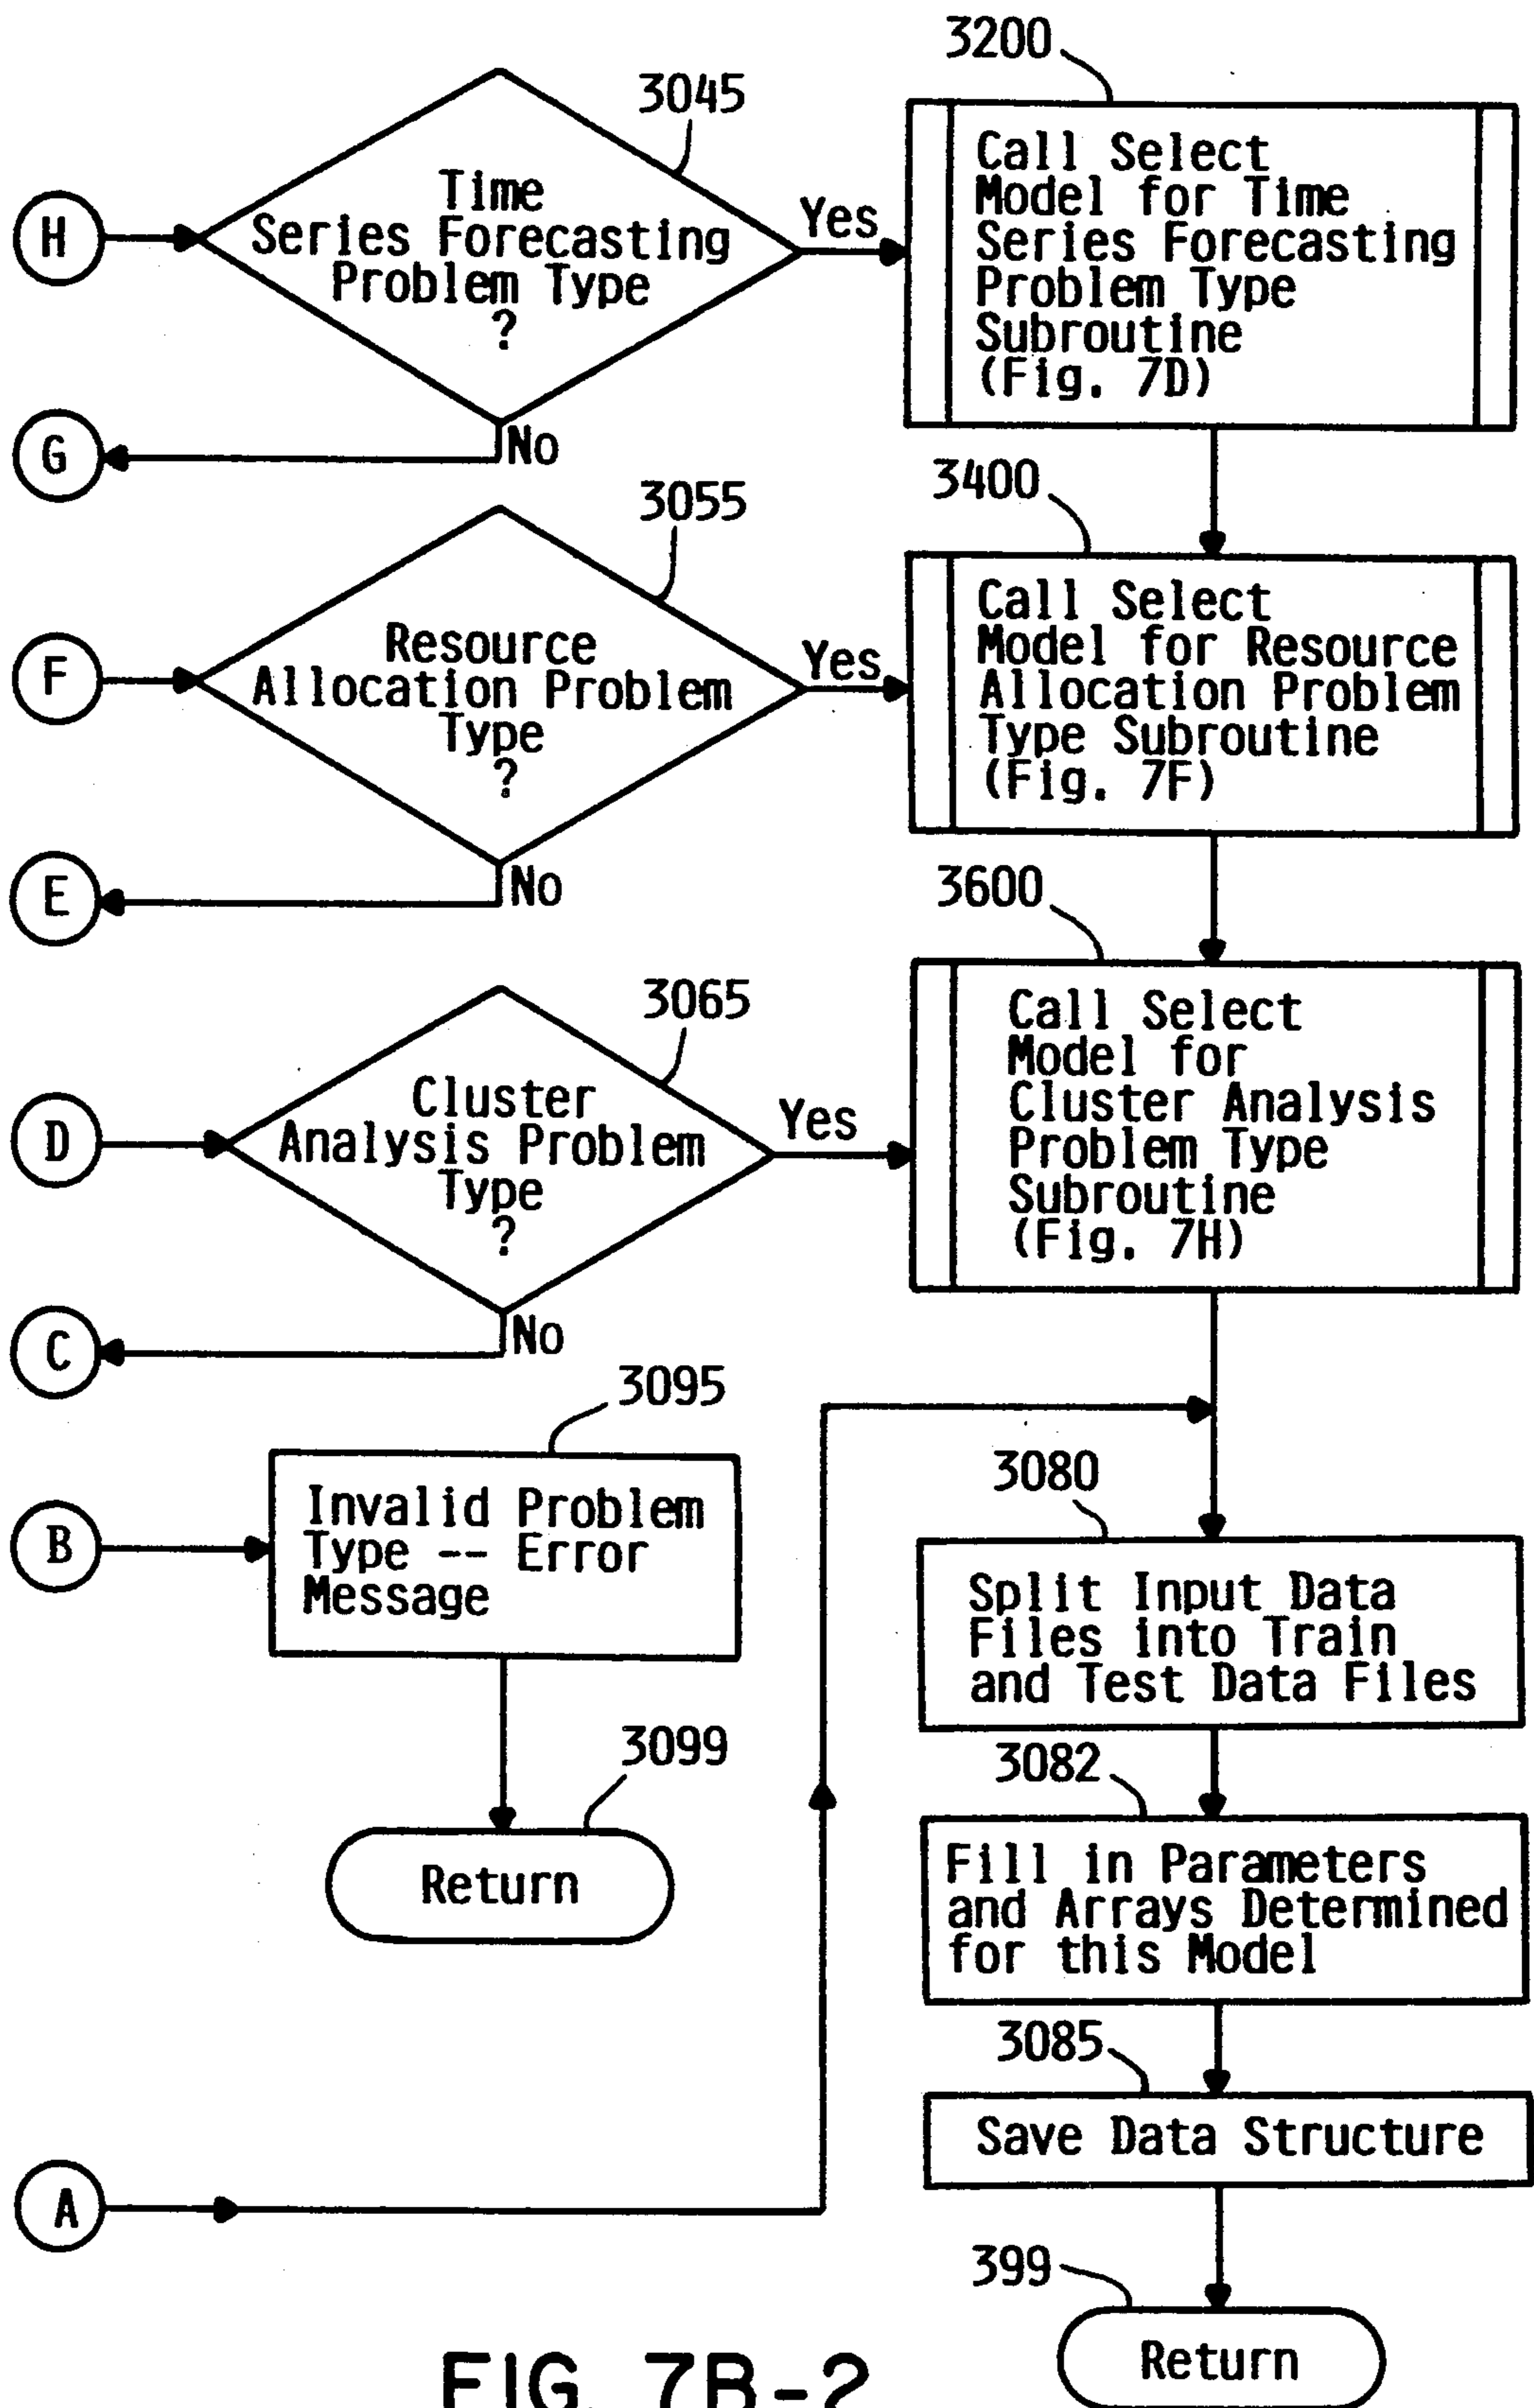 3200
3045
H
Time
Series Forecasting
Problem Type
?
Yes
Call Select
Model for Time
Series Forecasting
Problem Type
Subroutine
(Fig. 7D)
G
No
3400
3055
F
Resource
Allocation Problem
Type
?
Yes
Call Select
Model for Resource
Allocation Problem
Type Subroutine
(Fig. 7F)
E
No
3600
3065
D
Cluster
Analysis Problem
Type
?
Yes
Call Select
Model for
Cluster Analysis
Problem Type
Subroutine
(Fig. 7H)
C
No
3095
B
Invalid Problem
Type -- Error
Message
3099
Return
3080
Split Input Data
Files into Train
and Test Data Files
3082
Fill in Parameters
and Arrays Determined
for this Model
3085
Save Data Structure
A
399
Return
FIG. 7B-2